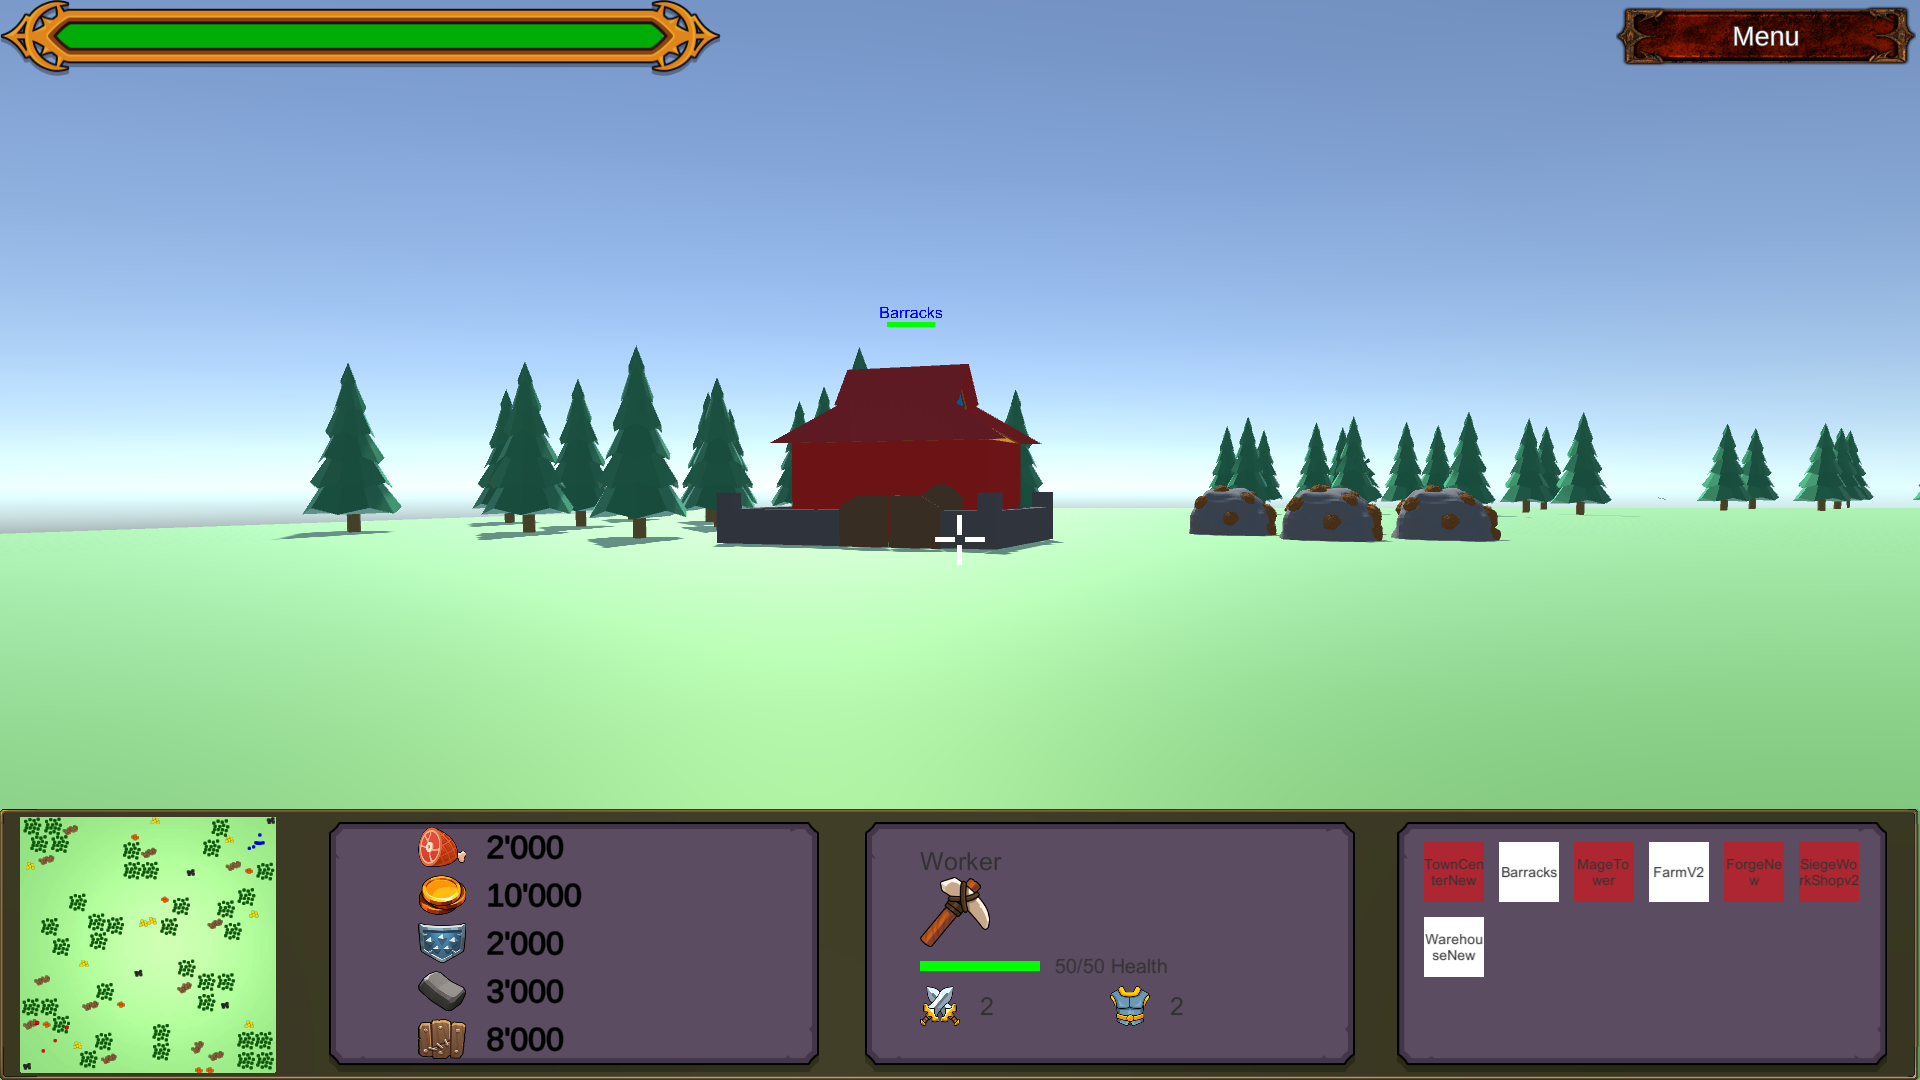 Menu
Barracks
2'000
10'000
2'000
3'000
8'000
Worker
50/50 Health
2
2
TownCen
terNew
Barracks
MageTo
wer
FarmV2
ForgeNe
w
SiegeWo
rkShopv2
Warehou
seNew